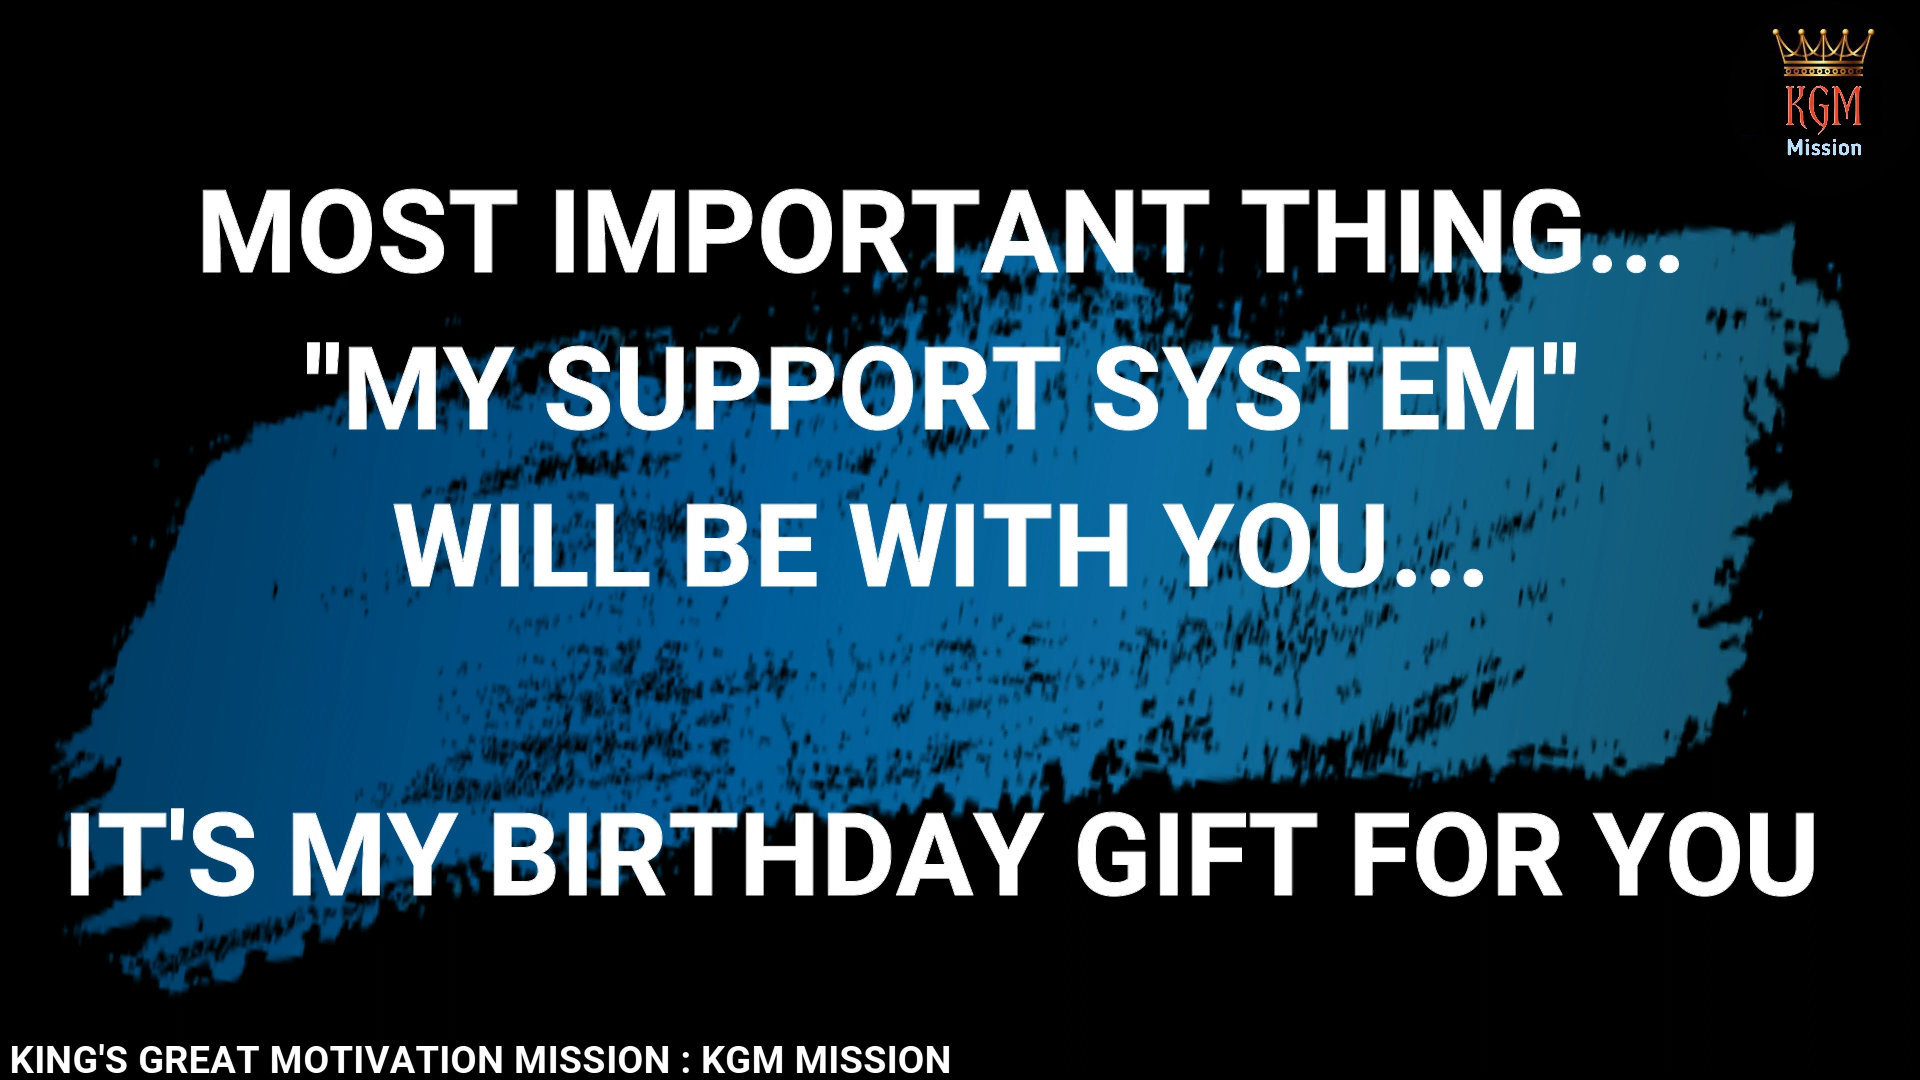 KGM
Mission
MOST IMPORTANT THING...
"MY SUPPORT SYSTEM"
WILL BE WITH YOU...
IT'S MY BIRTHDAY GIFT FOR YOU
KING'S GREAT MOTIVATION MISSION : KGM MISSION